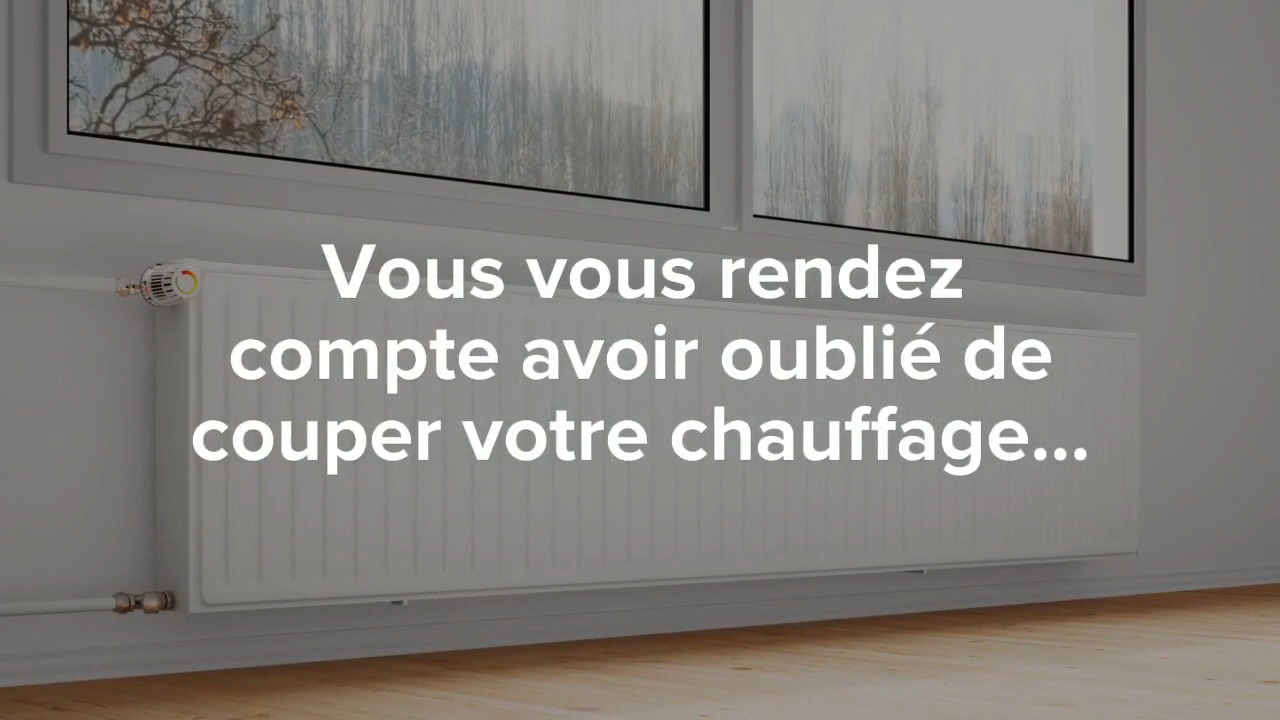 Vous vous rendez
compte avoir oublié de
couper votre chauffage...